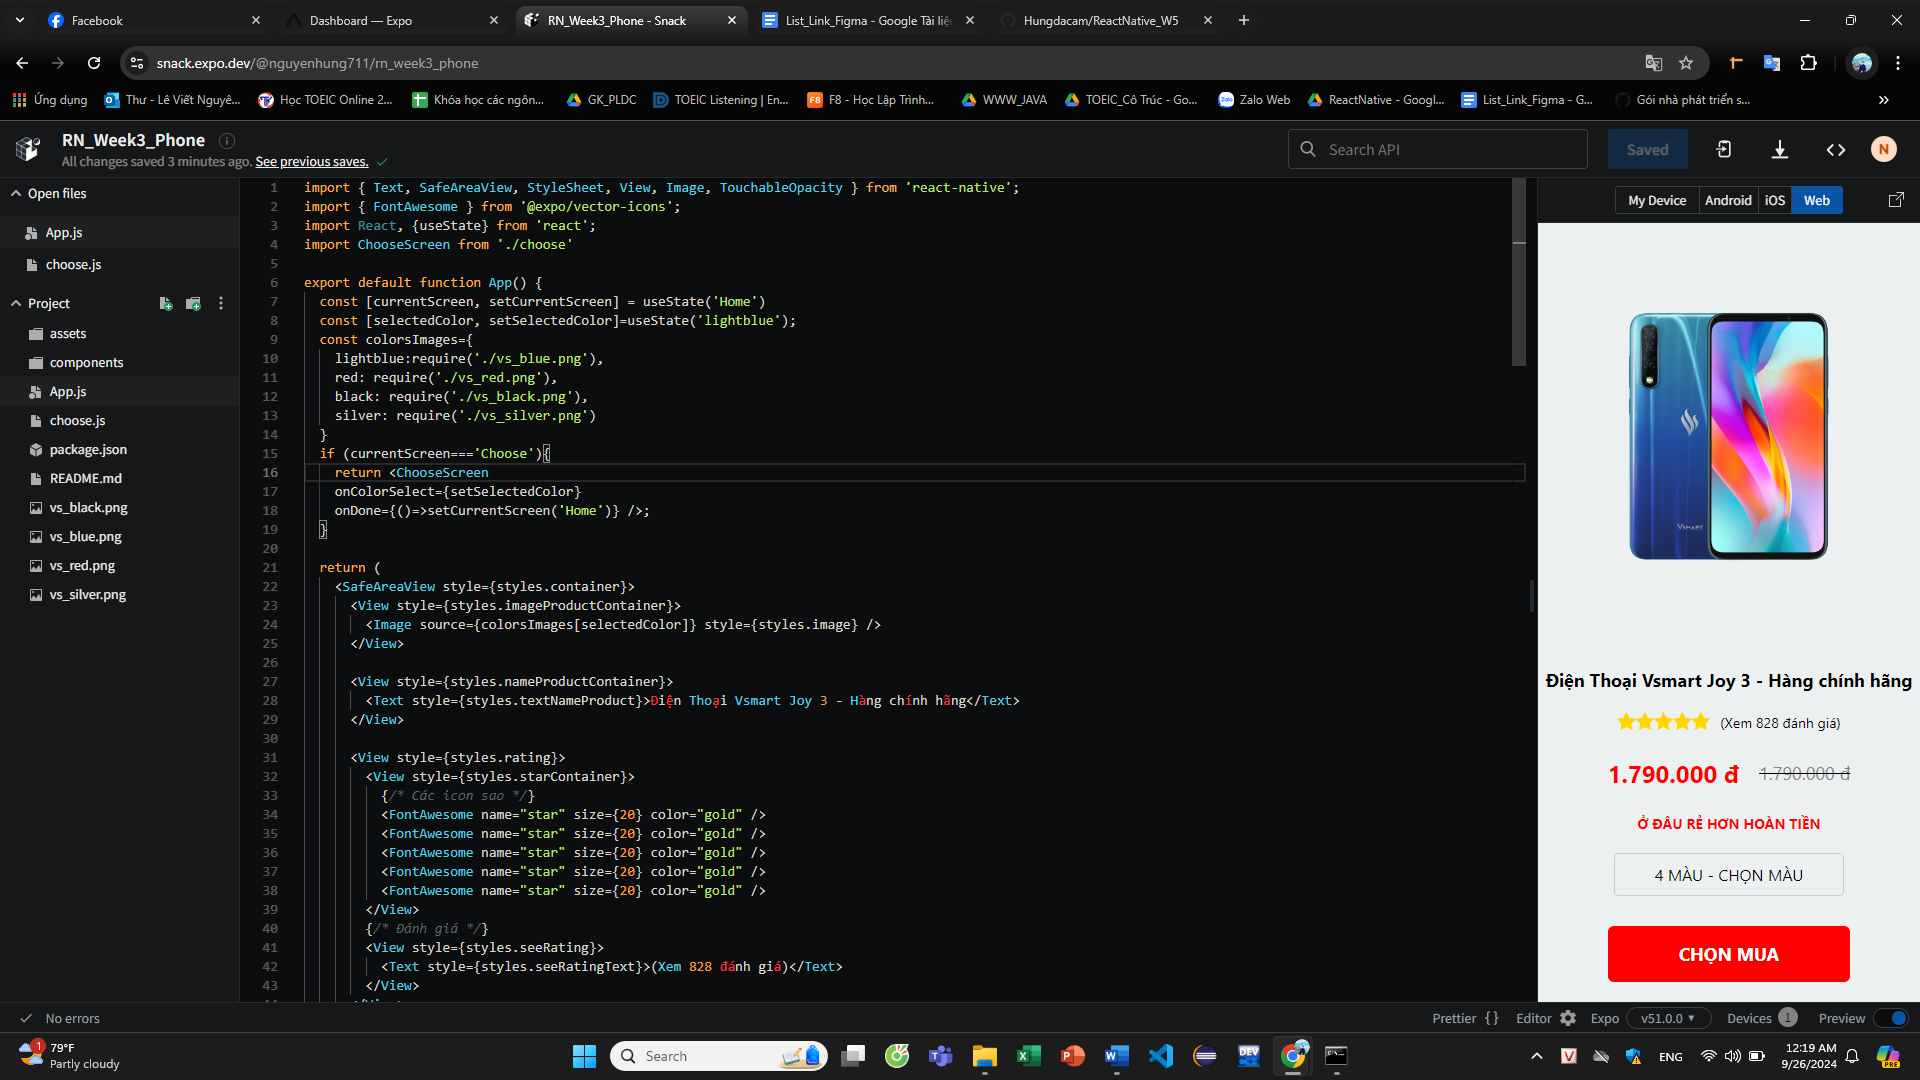 Facebook
Dashboard — Expo
RN_Week3_Phone - Snack
List_Link_Figma - Google Tài liệu
Hungdacam/ReactNative_W5
snack.expo.dev/@nguyenhung711/rn_week3_phone
Ứng dụng
Thư - Lê Viết Nguyê...
Học TOEIC Online 2...
Khóa học các ngôn...
GK_PLDC
TOEIC Listening | En...
F8 - Học Lập Trình...
WWW_JAVA
TOEIC_Cô Trúc - Go...
Zalo Web
ReactNative - Googl...
List_Link_Figma - G...
Gói nhà phát triển s...
RN_Week3_Phone
All changes saved 3 minutes ago. See previous saves.
Search API
Saved
N
Open files
App.js
choose.js
Project
assets
components
App.js
choose.js
package.json
README.md
vs_black.png
vs_blue.png
vs_red.png
vs_silver.png
1 import { Text, SafeAreaView, StyleSheet, View, Image, TouchableOpacity } from 'react-native';
2 import { FontAwesome } from '@expo/vector-icons';
3 import React, {useState} from 'react';
4 import ChooseScreen from './choose'
5
6 export default function App() {
7 const [currentScreen, setCurrentScreen] = useState('Home')
8 const [selectedColor, setSelectedColor]=useState('lightblue');
9 const colorsImages={
10 lightblue:require('./vs_blue.png'),
11 red: require('./vs_red.png'),
12 black: require('./vs_black.png'),
13 silver: require('./vs_silver.png')
14 }
15 if (currentScreen==='Choose'){
16 return <ChooseScreen
17 onColorSelect={setSelectedColor}
18 onDone={()=>setCurrentScreen('Home')} />;
19 }
20
21 return (
22 <SafeAreaView style={styles.container}>
23 <View style={styles.imageProductContainer}>
24 <Image source={colorsImages[selectedColor]} style={styles.image} />
25 </View>
26
27 <View style={styles.nameProductContainer}>
28 <Text style={styles.textNameProduct}>Điện Thoại Vsmart Joy 3 - Hàng chính hãng</Text>
29 </View>
30
31 <View style={styles.rating}>
32 <View style={styles.starContainer}>
33 {/* Các icon sao */}
34 <FontAwesome name="star" size={20} color="gold" />
35 <FontAwesome name="star" size={20} color="gold" />
36 <FontAwesome name="star" size={20} color="gold" />
37 <FontAwesome name="star" size={20} color="gold" />
38 <FontAwesome name="star" size={20} color="gold" />
39 </View>
40 {/* Đánh giá */}
41 <View style={styles.seeRating}>
42 <Text style={styles.seeRatingText}>(Xem 828 đánh giá)</Text>
43 </View>
My Device
Android
iOS
Web
VSMART
Điện Thoại Vsmart Joy 3 - Hàng chính hãng
(Xem 828 đánh giá)
1.790.000 đ 1.790.000 đ
Ở ĐÂU RẺ HƠN HOÀN TIỀN
4 MÀU - CHỌN MÀU
CHỌN MUA
No errors
Prettier { }
Editor
Expo
v51.0.0
Devices 1
Preview
1
79°F
Partly cloudy
Search
ENG
12:19 AM
9/26/2024